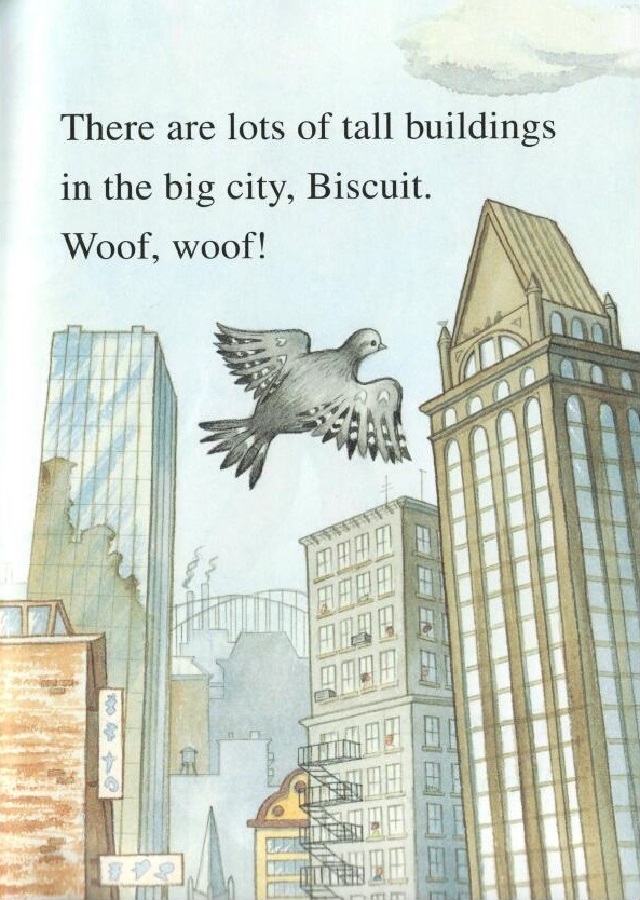 There are lots of tall buildings
in the big city, Biscuit.
Woof, woof!